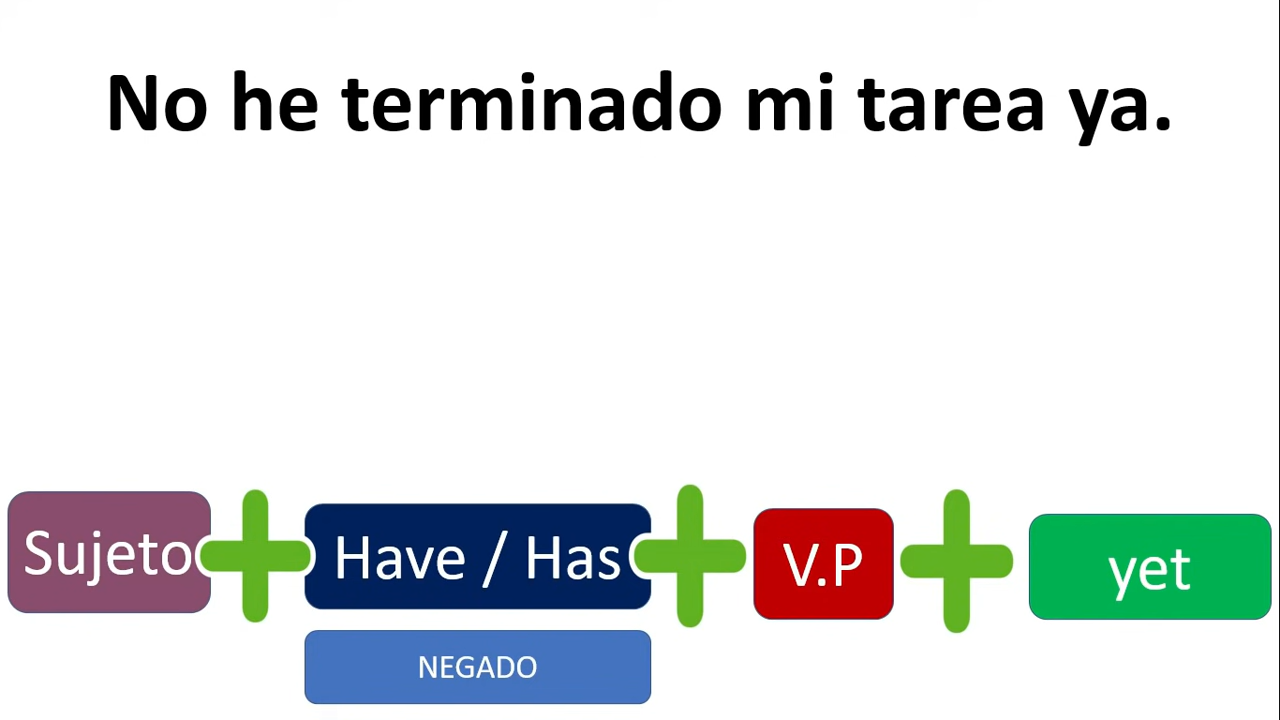 No he terminado mi tarea ya.
Sujeto Have / Has V.P yet
NEGADO